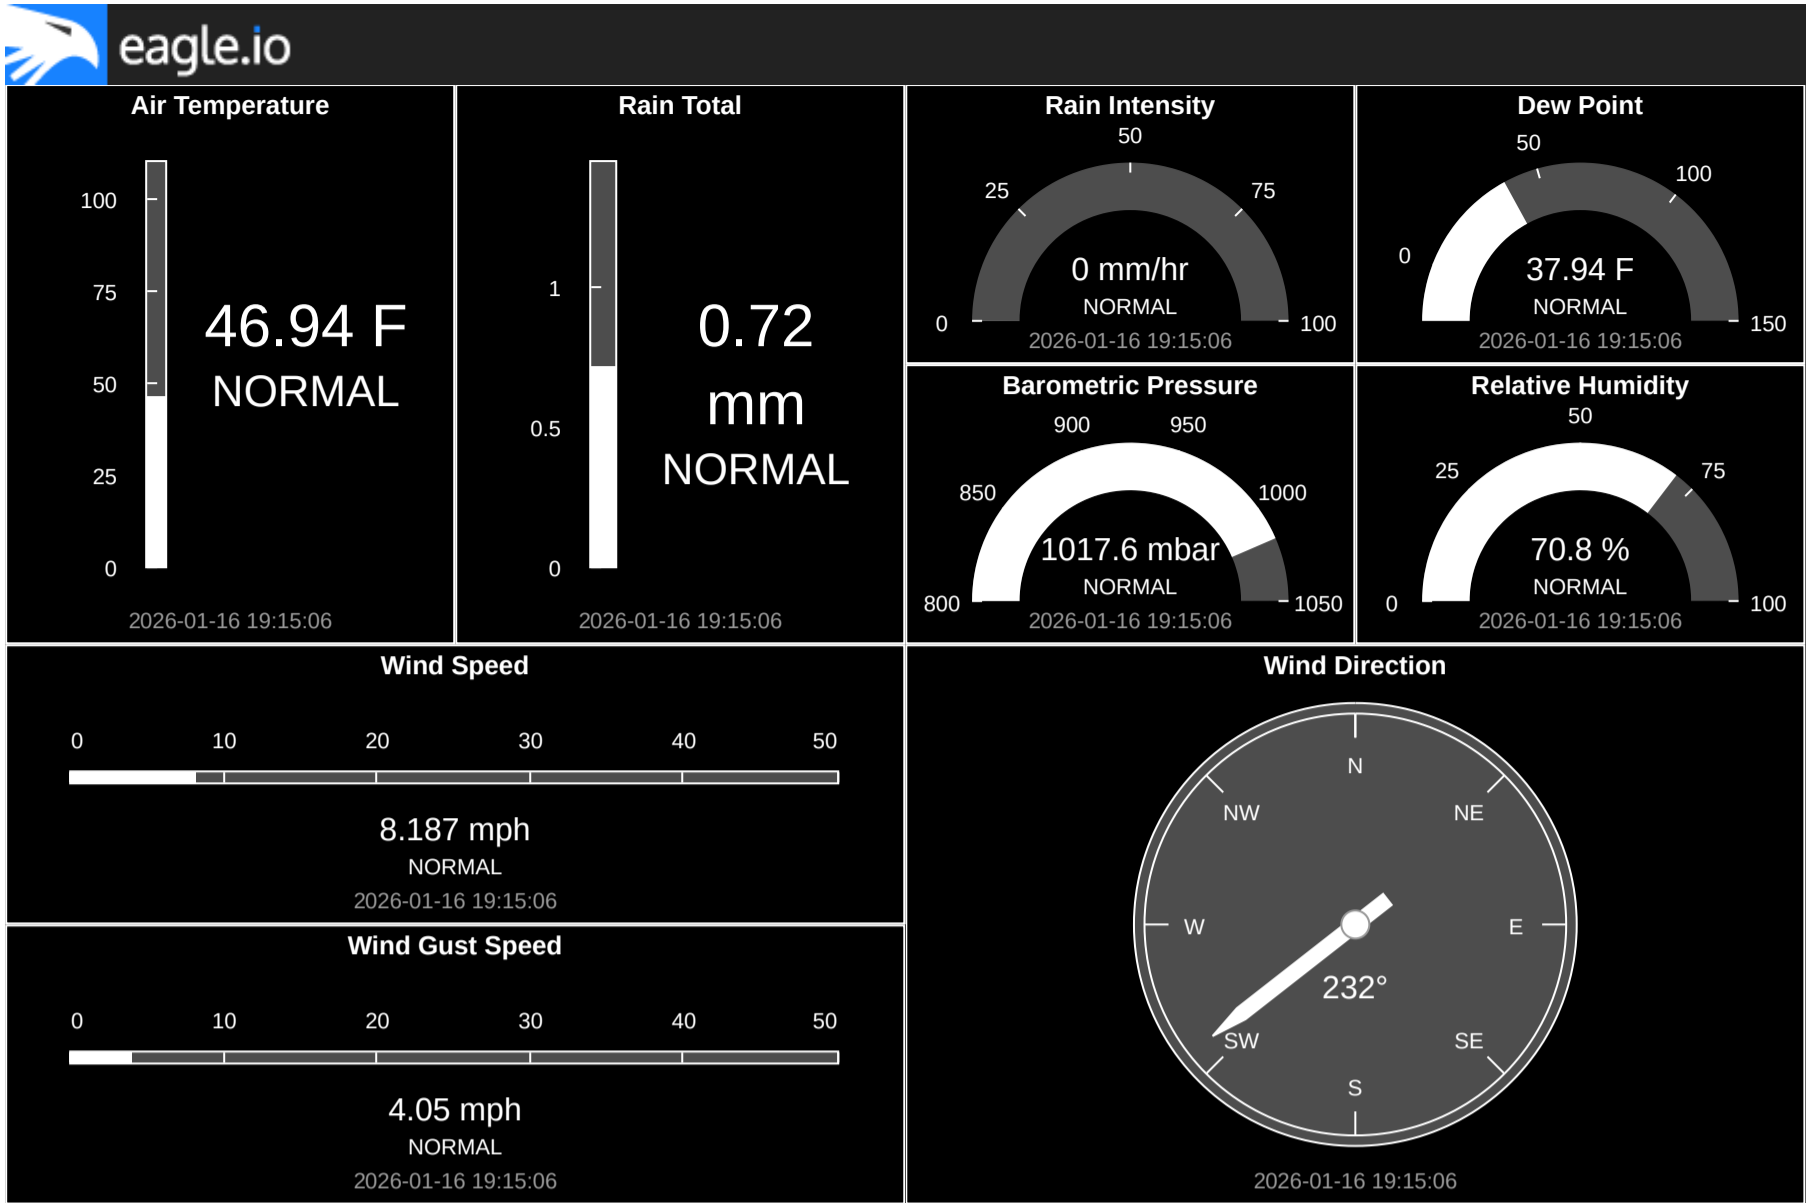 eagle.io
Air Temperature
100
75
50
25
0
46.94 F
NORMAL
2026-01-16 19:15:06
Rain Total
1
0.5
0
0.72
mm
NORMAL
2026-01-16 19:15:06
Rain Intensity
0
25
50
75
100
0 mm/hr
NORMAL
2026-01-16 19:15:06
Dew Point
0
50
100
150
37.94 F
NORMAL
2026-01-16 19:15:06
Barometric Pressure
800
850
900
950
1000
1050
1017.6 mbar
NORMAL
2026-01-16 19:15:06
Relative Humidity
0
25
50
75
100
70.8 %
NORMAL
2026-01-16 19:15:06
Wind Speed
0 10 20 30 40 50
8.187 mph
NORMAL
2026-01-16 19:15:06
Wind Gust Speed
0 10 20 30 40 50
4.05 mph
NORMAL
2026-01-16 19:15:06
Wind Direction
N
NW NE
W E
232°
SW SE
S
2026-01-16 19:15:06